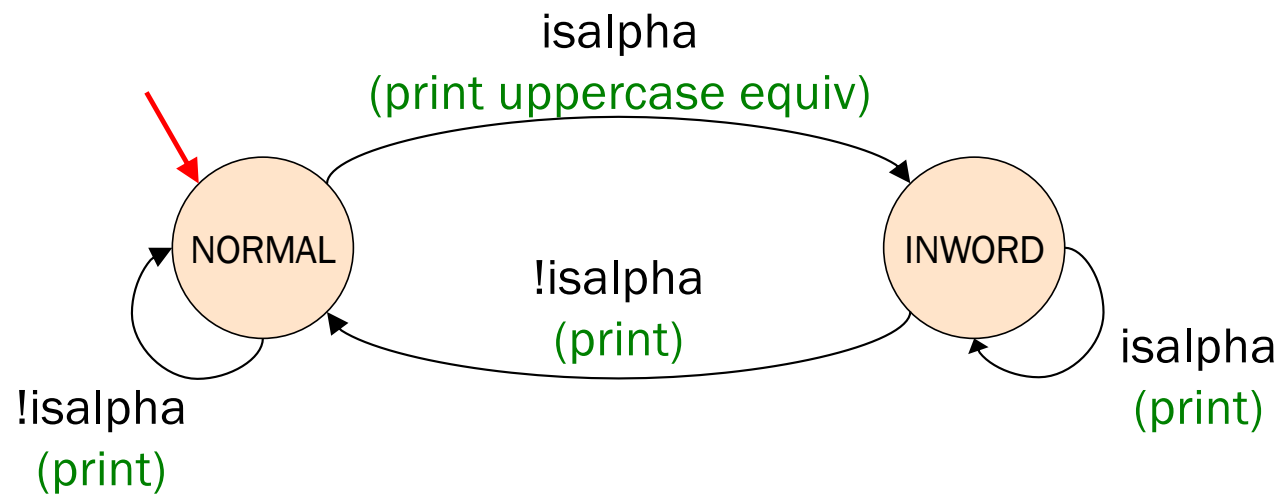 isalpha
(print uppercase equiv)
NORMAL
INWORD
!isalpha
(print)
isalpha
(print)
!isalpha
(print)